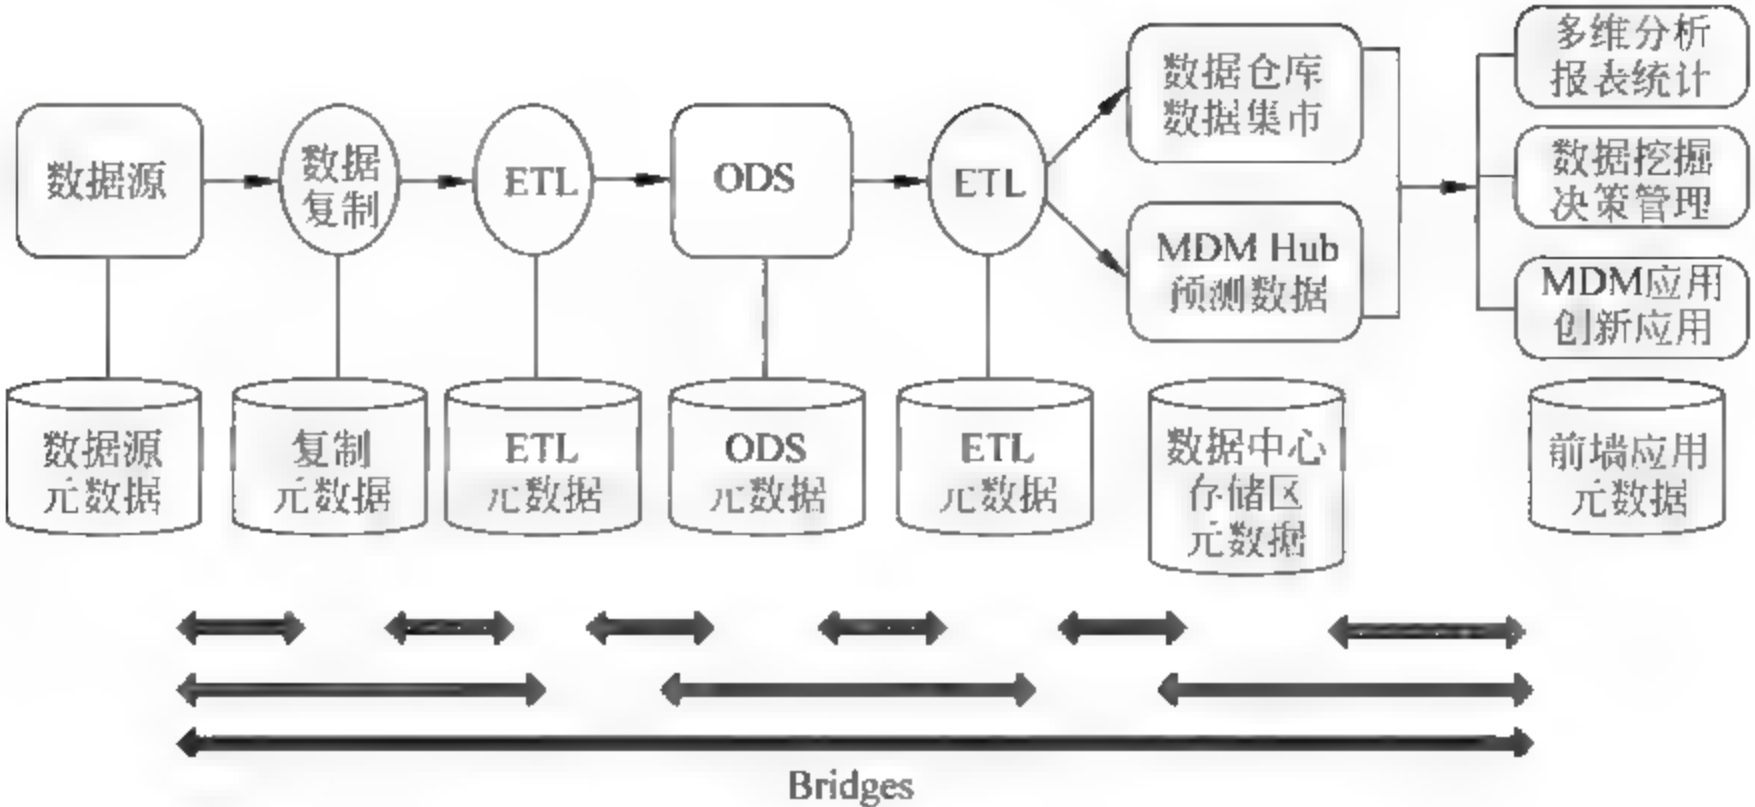 数据源
数据
复制
ETL
ODS
ETL
数据仓库
数据集市
MDM Hub
预测数据
多维分析
报表统计
数据挖掘
决策管理
MDM应用
创新应用
数据源
元数据
复制
元数据
ETL
元数据
ODS
元数据
ETL
元数据
数据中心
存储区
元数据
前墙应用
元数据
Bridges